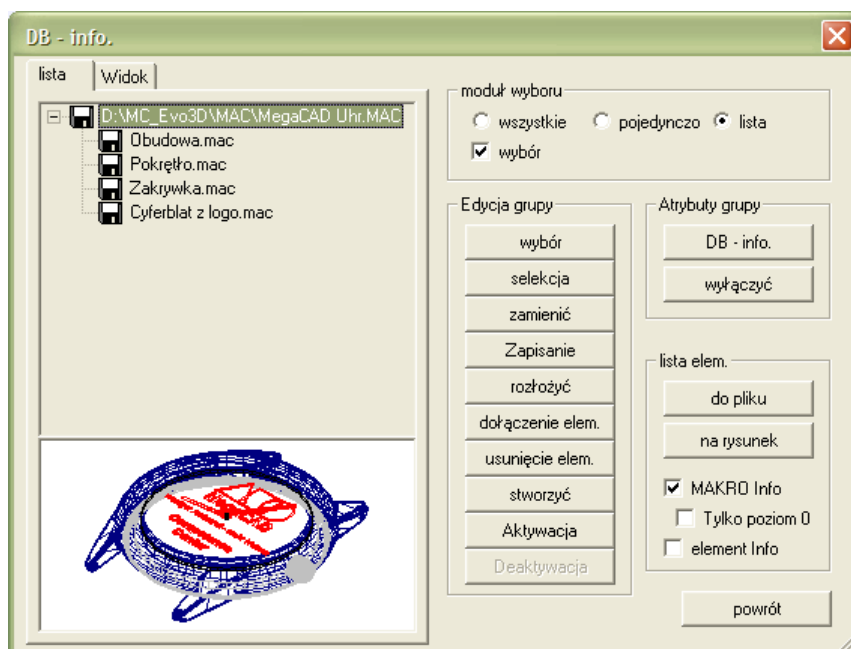 DB - info.
lista
Widok
D:\MC_Evo3D\MAC\MegaCAD Uhr.MAC
Obudowa.mac
Pokrętło.mac
Zakrywka.mac
Cyferblat z logo.mac
moduł wyboru
wszystkie pojedynczo lista
wybór
Edycja grupy
wybór
selekcja
zamienić
Zapisanie
rozłożyć
dołączenie elem.
usunięcie elem.
stworzyć
Aktywacja
Deaktywacja
Atrybuty grupy
DB - info.
wyłączyć
lista elem.
do pliku
na rysunek
MAKRO Info
Tylko poziom 0
element Info
powrót